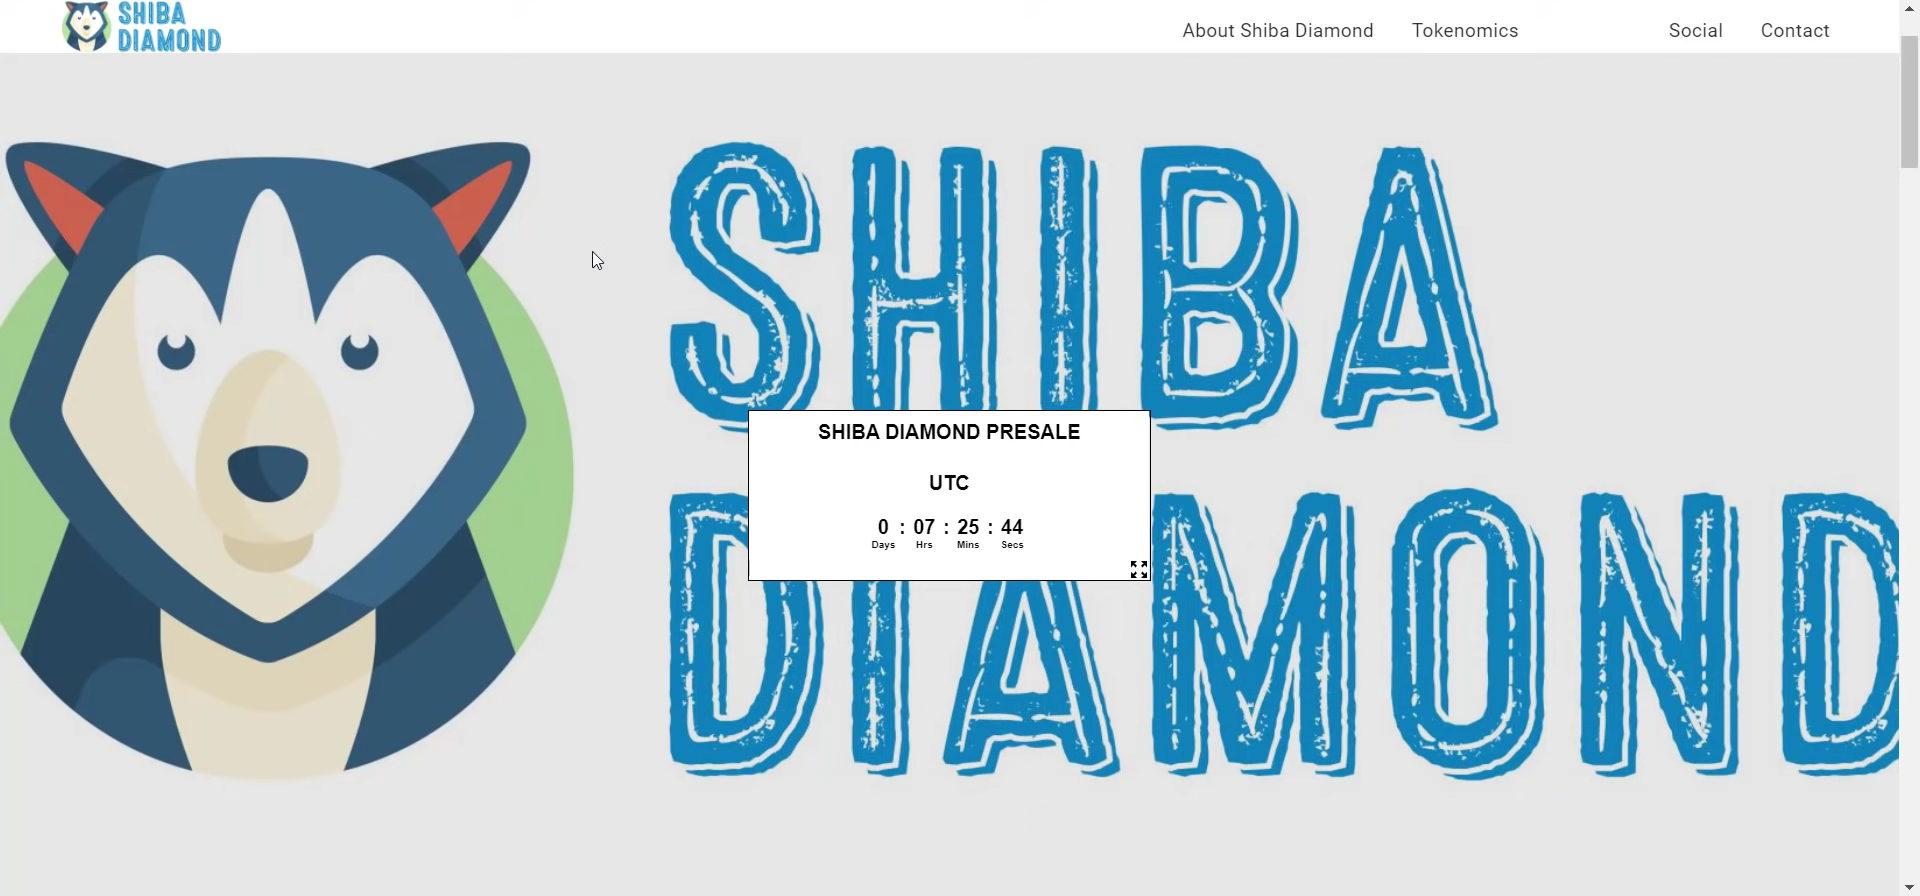 SHIBA
DIAMOND
About Shiba Diamond Tokenomics Social Contact
SHIBA
DIAMOND
SHIBA DIAMOND PRESALE
UTC
0 : 07 : 25 : 44
Days Hrs Mins Secs